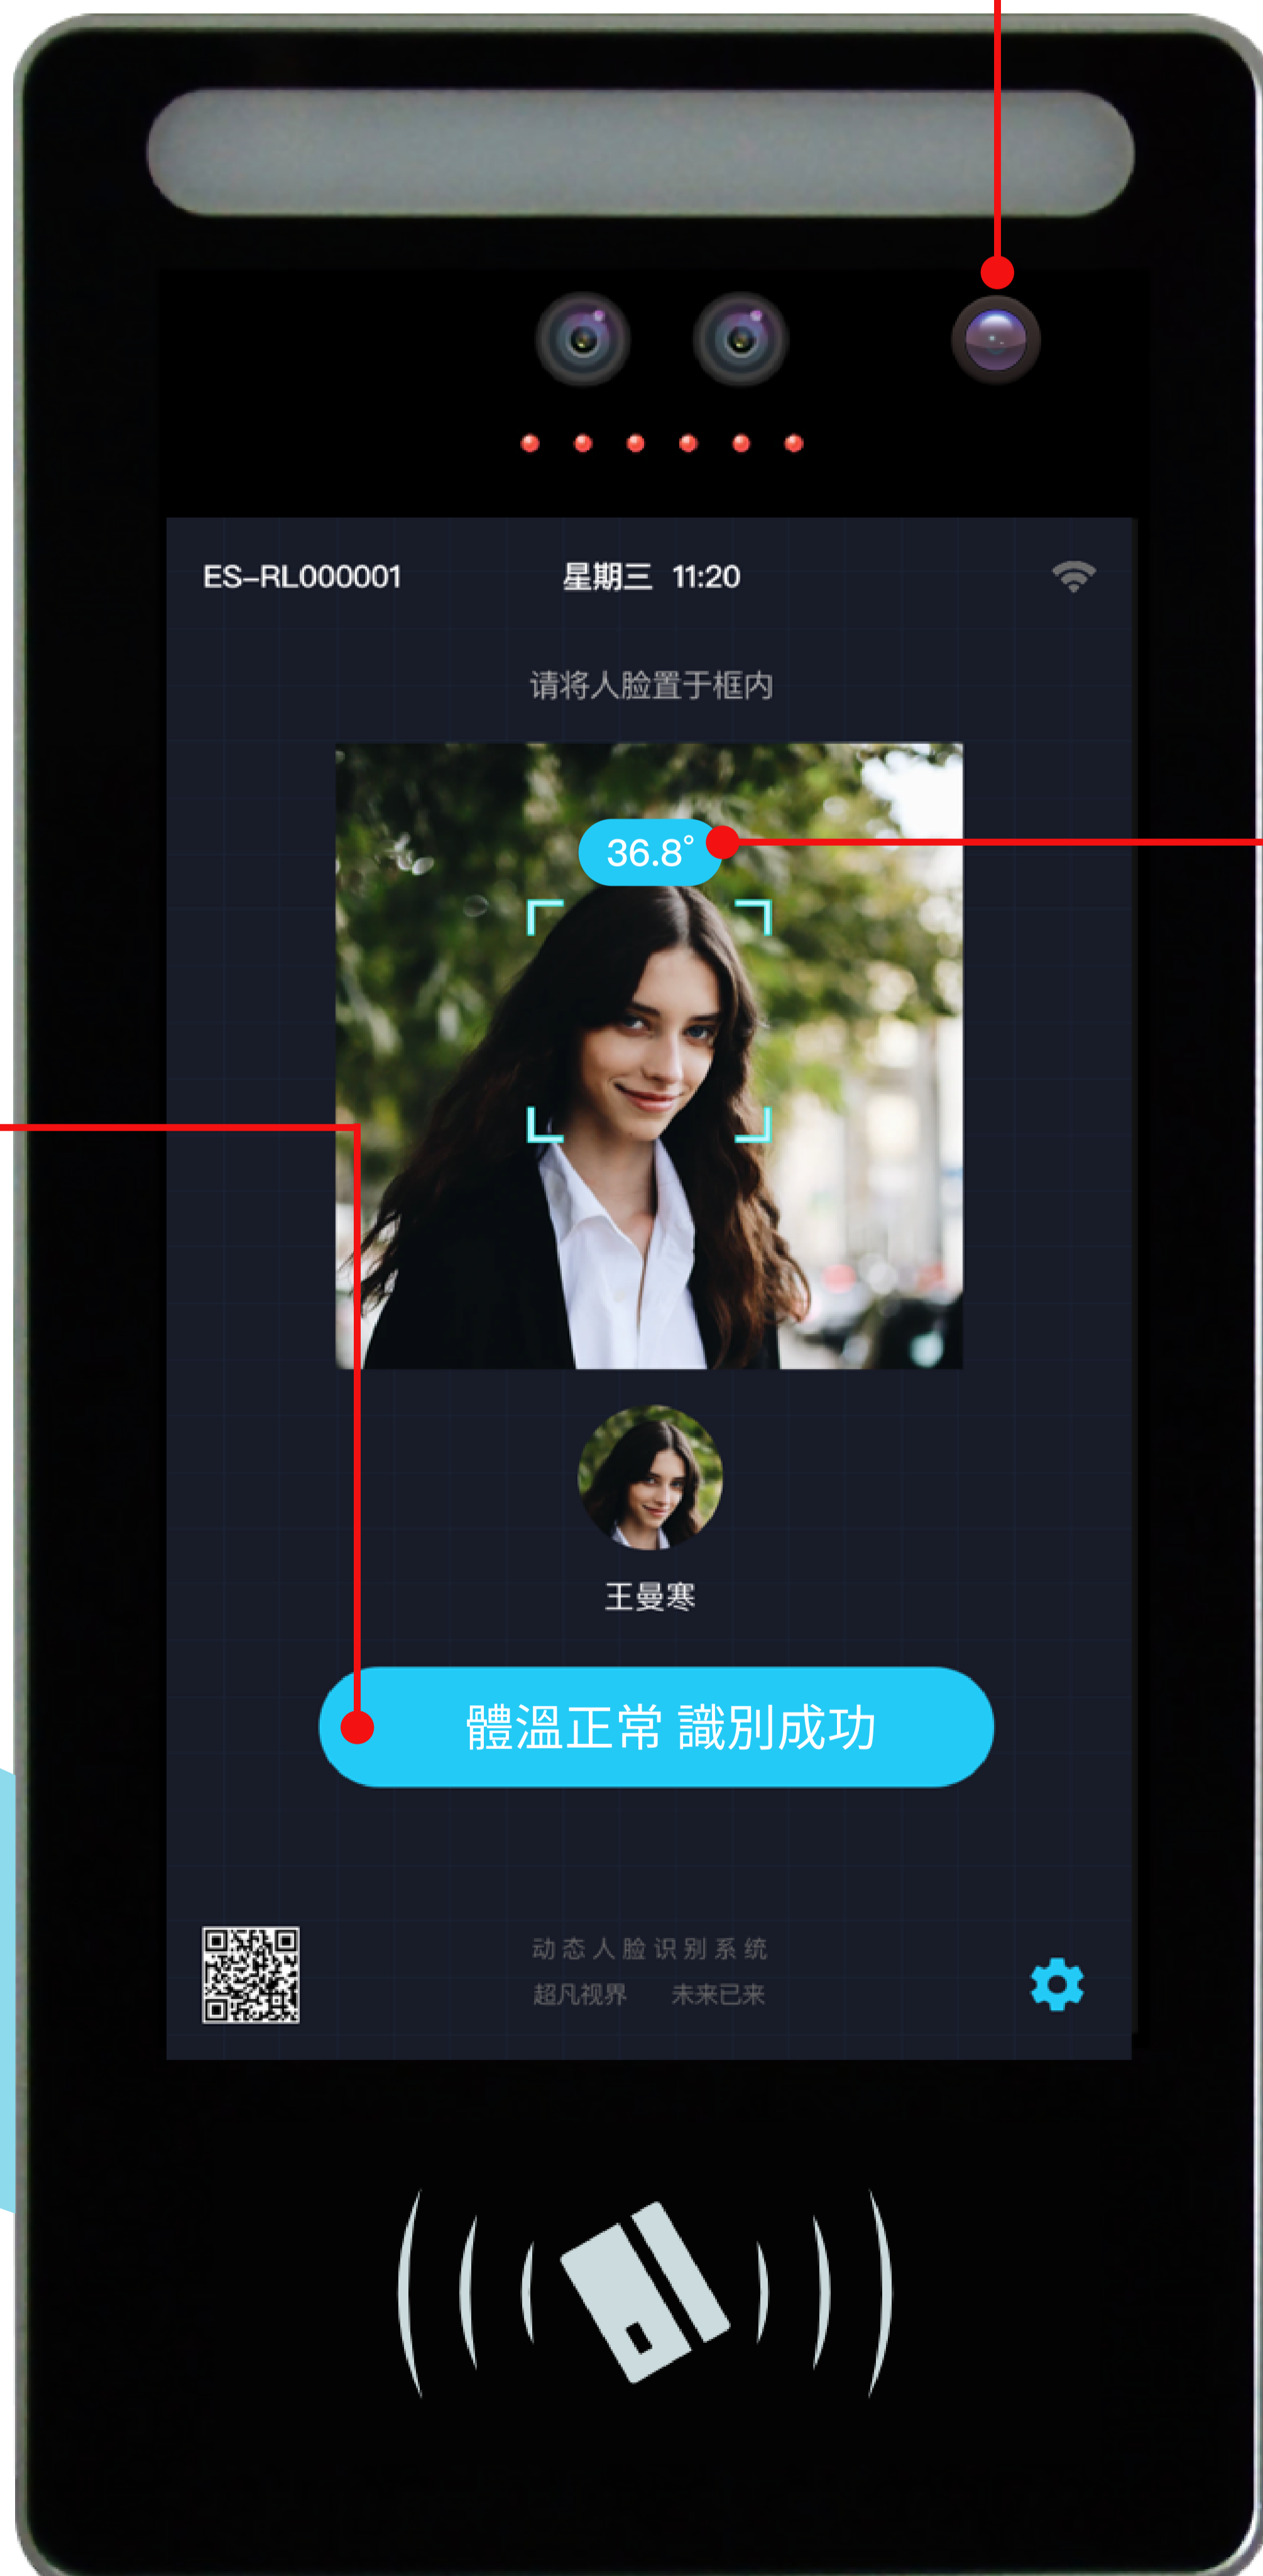 ES-RL000001 星期三 11:20
请将人脸置于框内
36.8°
王曼寒
體溫正常 識別成功
动态人脸识别系统
超凡视界 未来已来